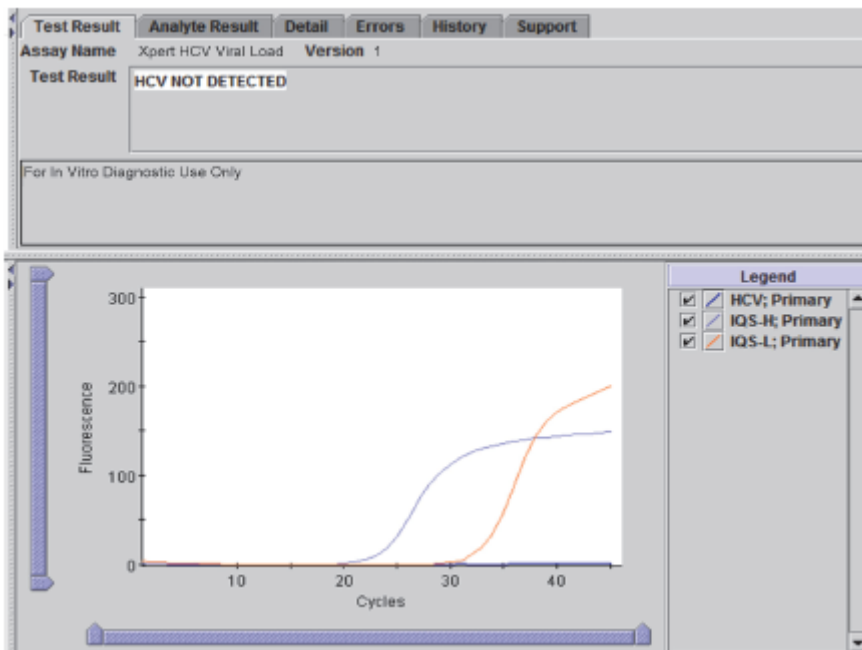 Test Result Analyte Result Detail Errors History Support
Assay Name Xpert HCV Viral Load Version 1
Test Result HCV NOT DETECTED
For In Vitro Diagnostic Use Only
Legend
HCV; Primary
IQS-H; Primary
IQS-L; Primary
300
200
100
0
Fluorescence
10 20 30 40
Cycles